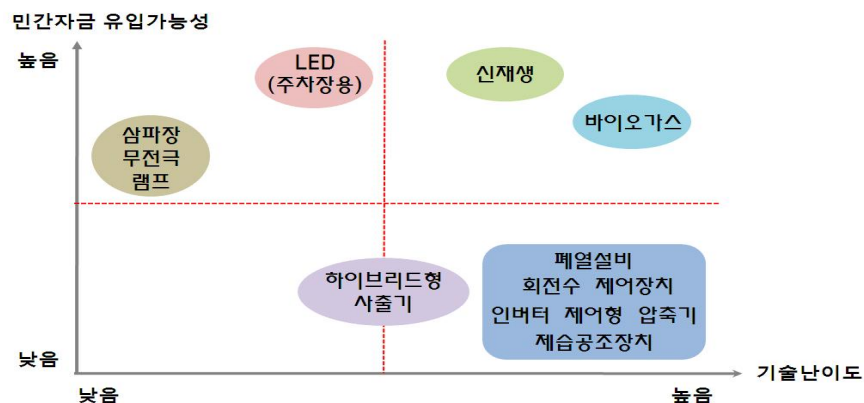 민간자금 유입가능성
높음
LED
(주차장용)
신재생
바이오가스
삼파장
무전극
램프
하이브리드형
사출기
폐열설비
회전수 제어장치
인버터 제어형 압축기
제습공조장치
낮음
기술난이도
낮음
높음